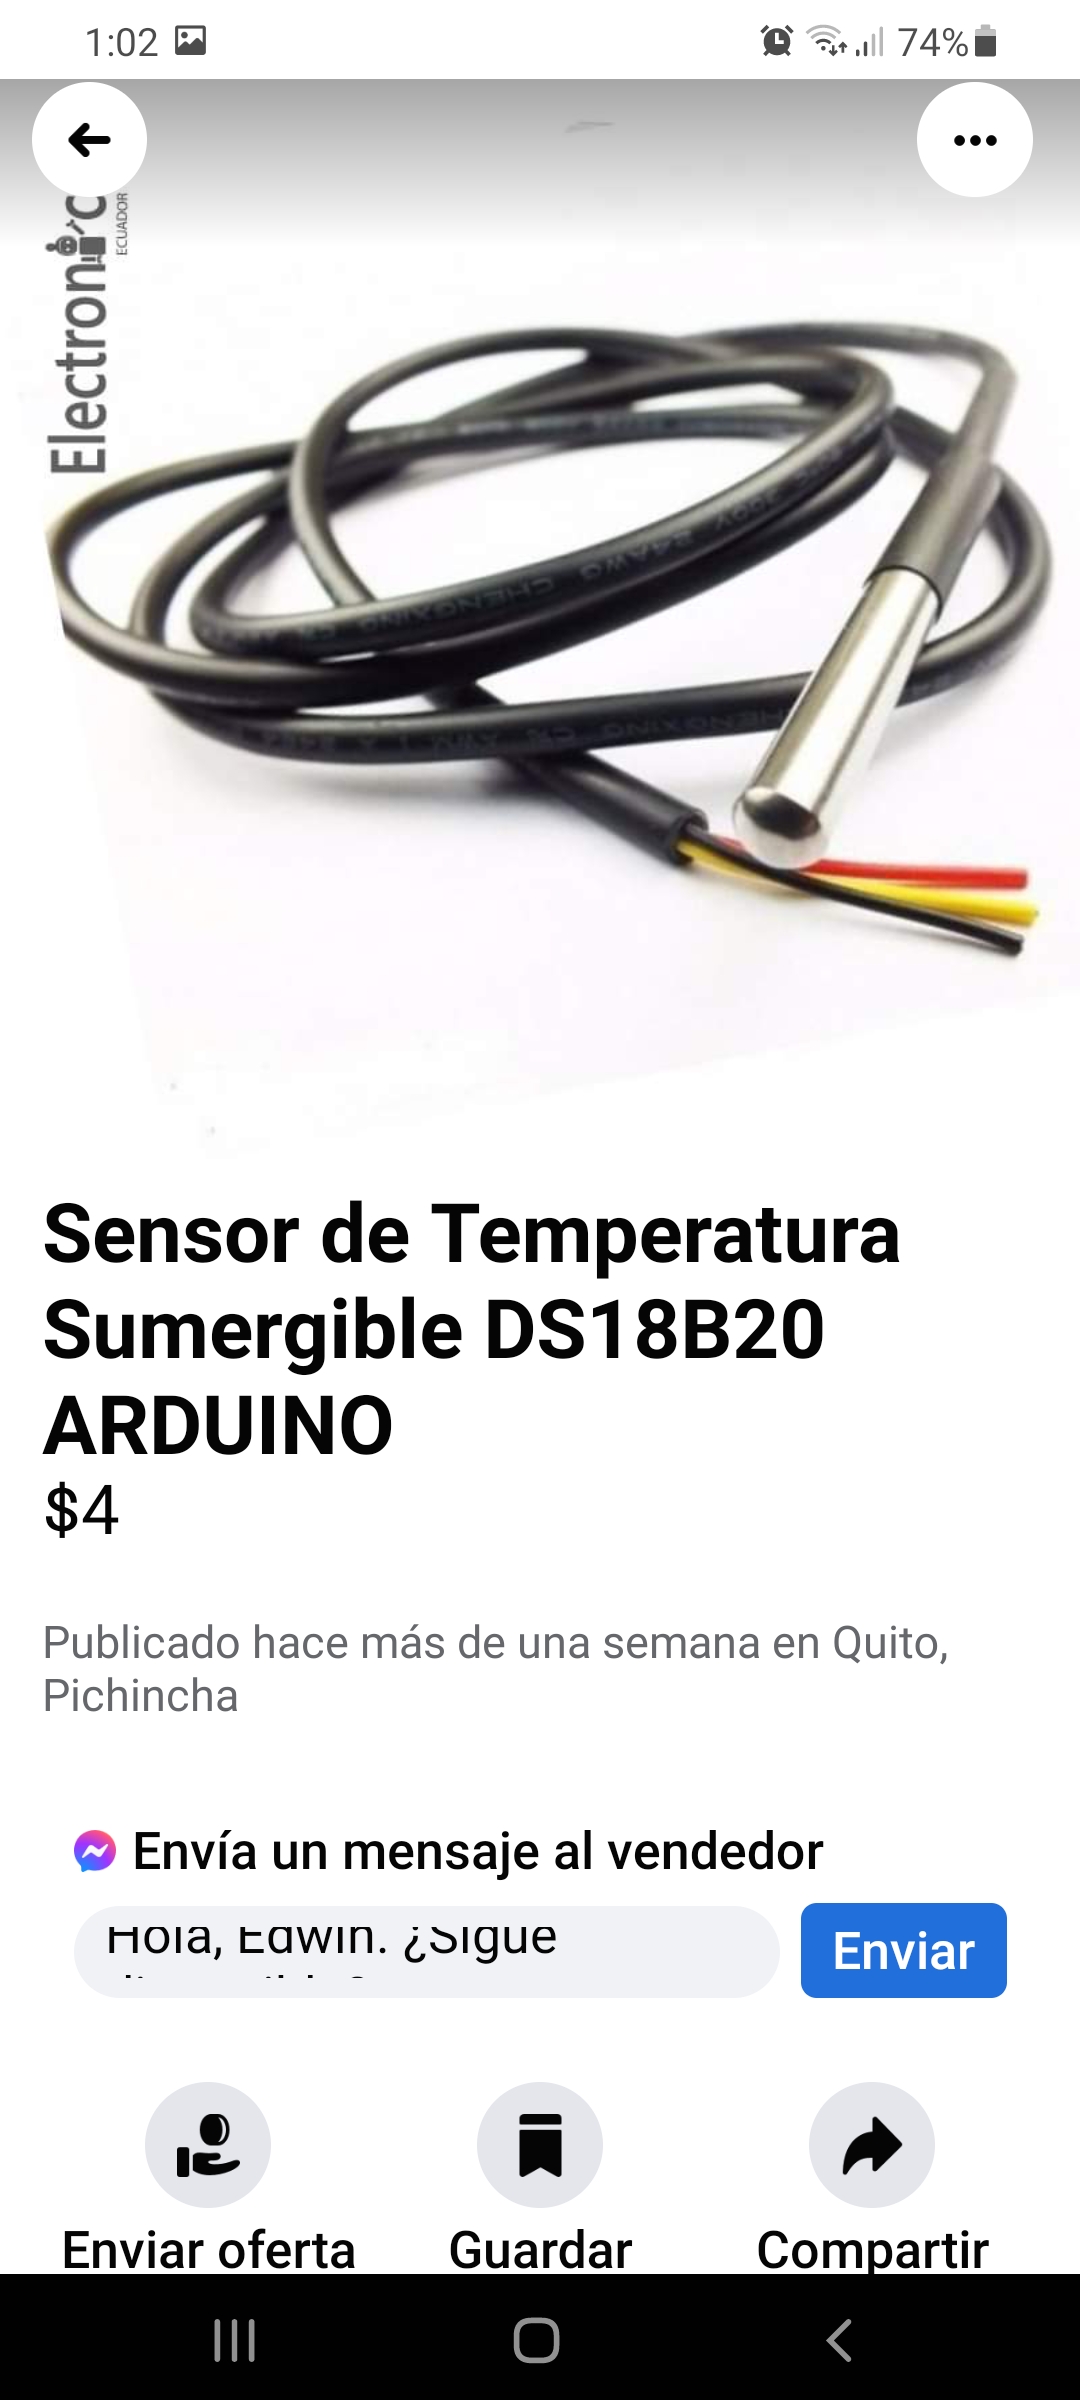 1:02
74%
Electronic
ECUADOR
24AWG
CHENGXING
Sensor de Temperatura
Sumergible DS18B20
ARDUINO
$4
Publicado hace más de una semana en Quito,
Pichincha
Envía un mensaje al vendedor
Hola, Edwin. ¿Sigue
Enviar
Enviar oferta
Guardar
Compartir